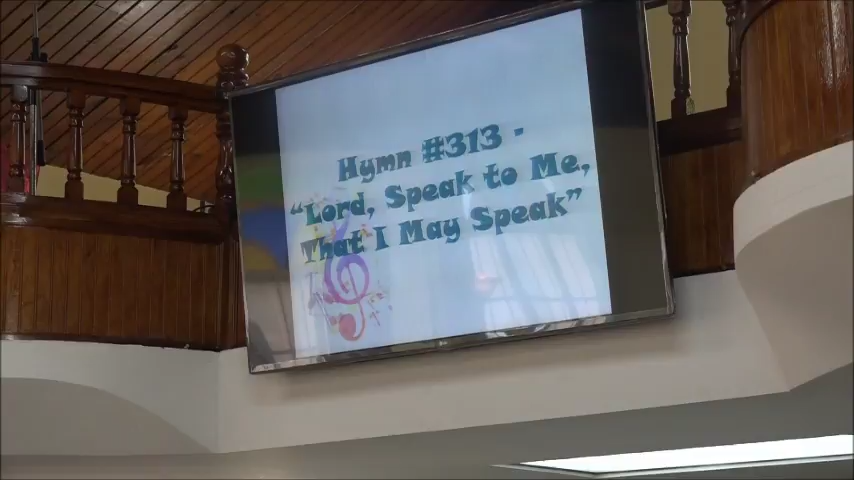 Hymn #313 -
“Lord, Speak to Me,
That I May Speak”